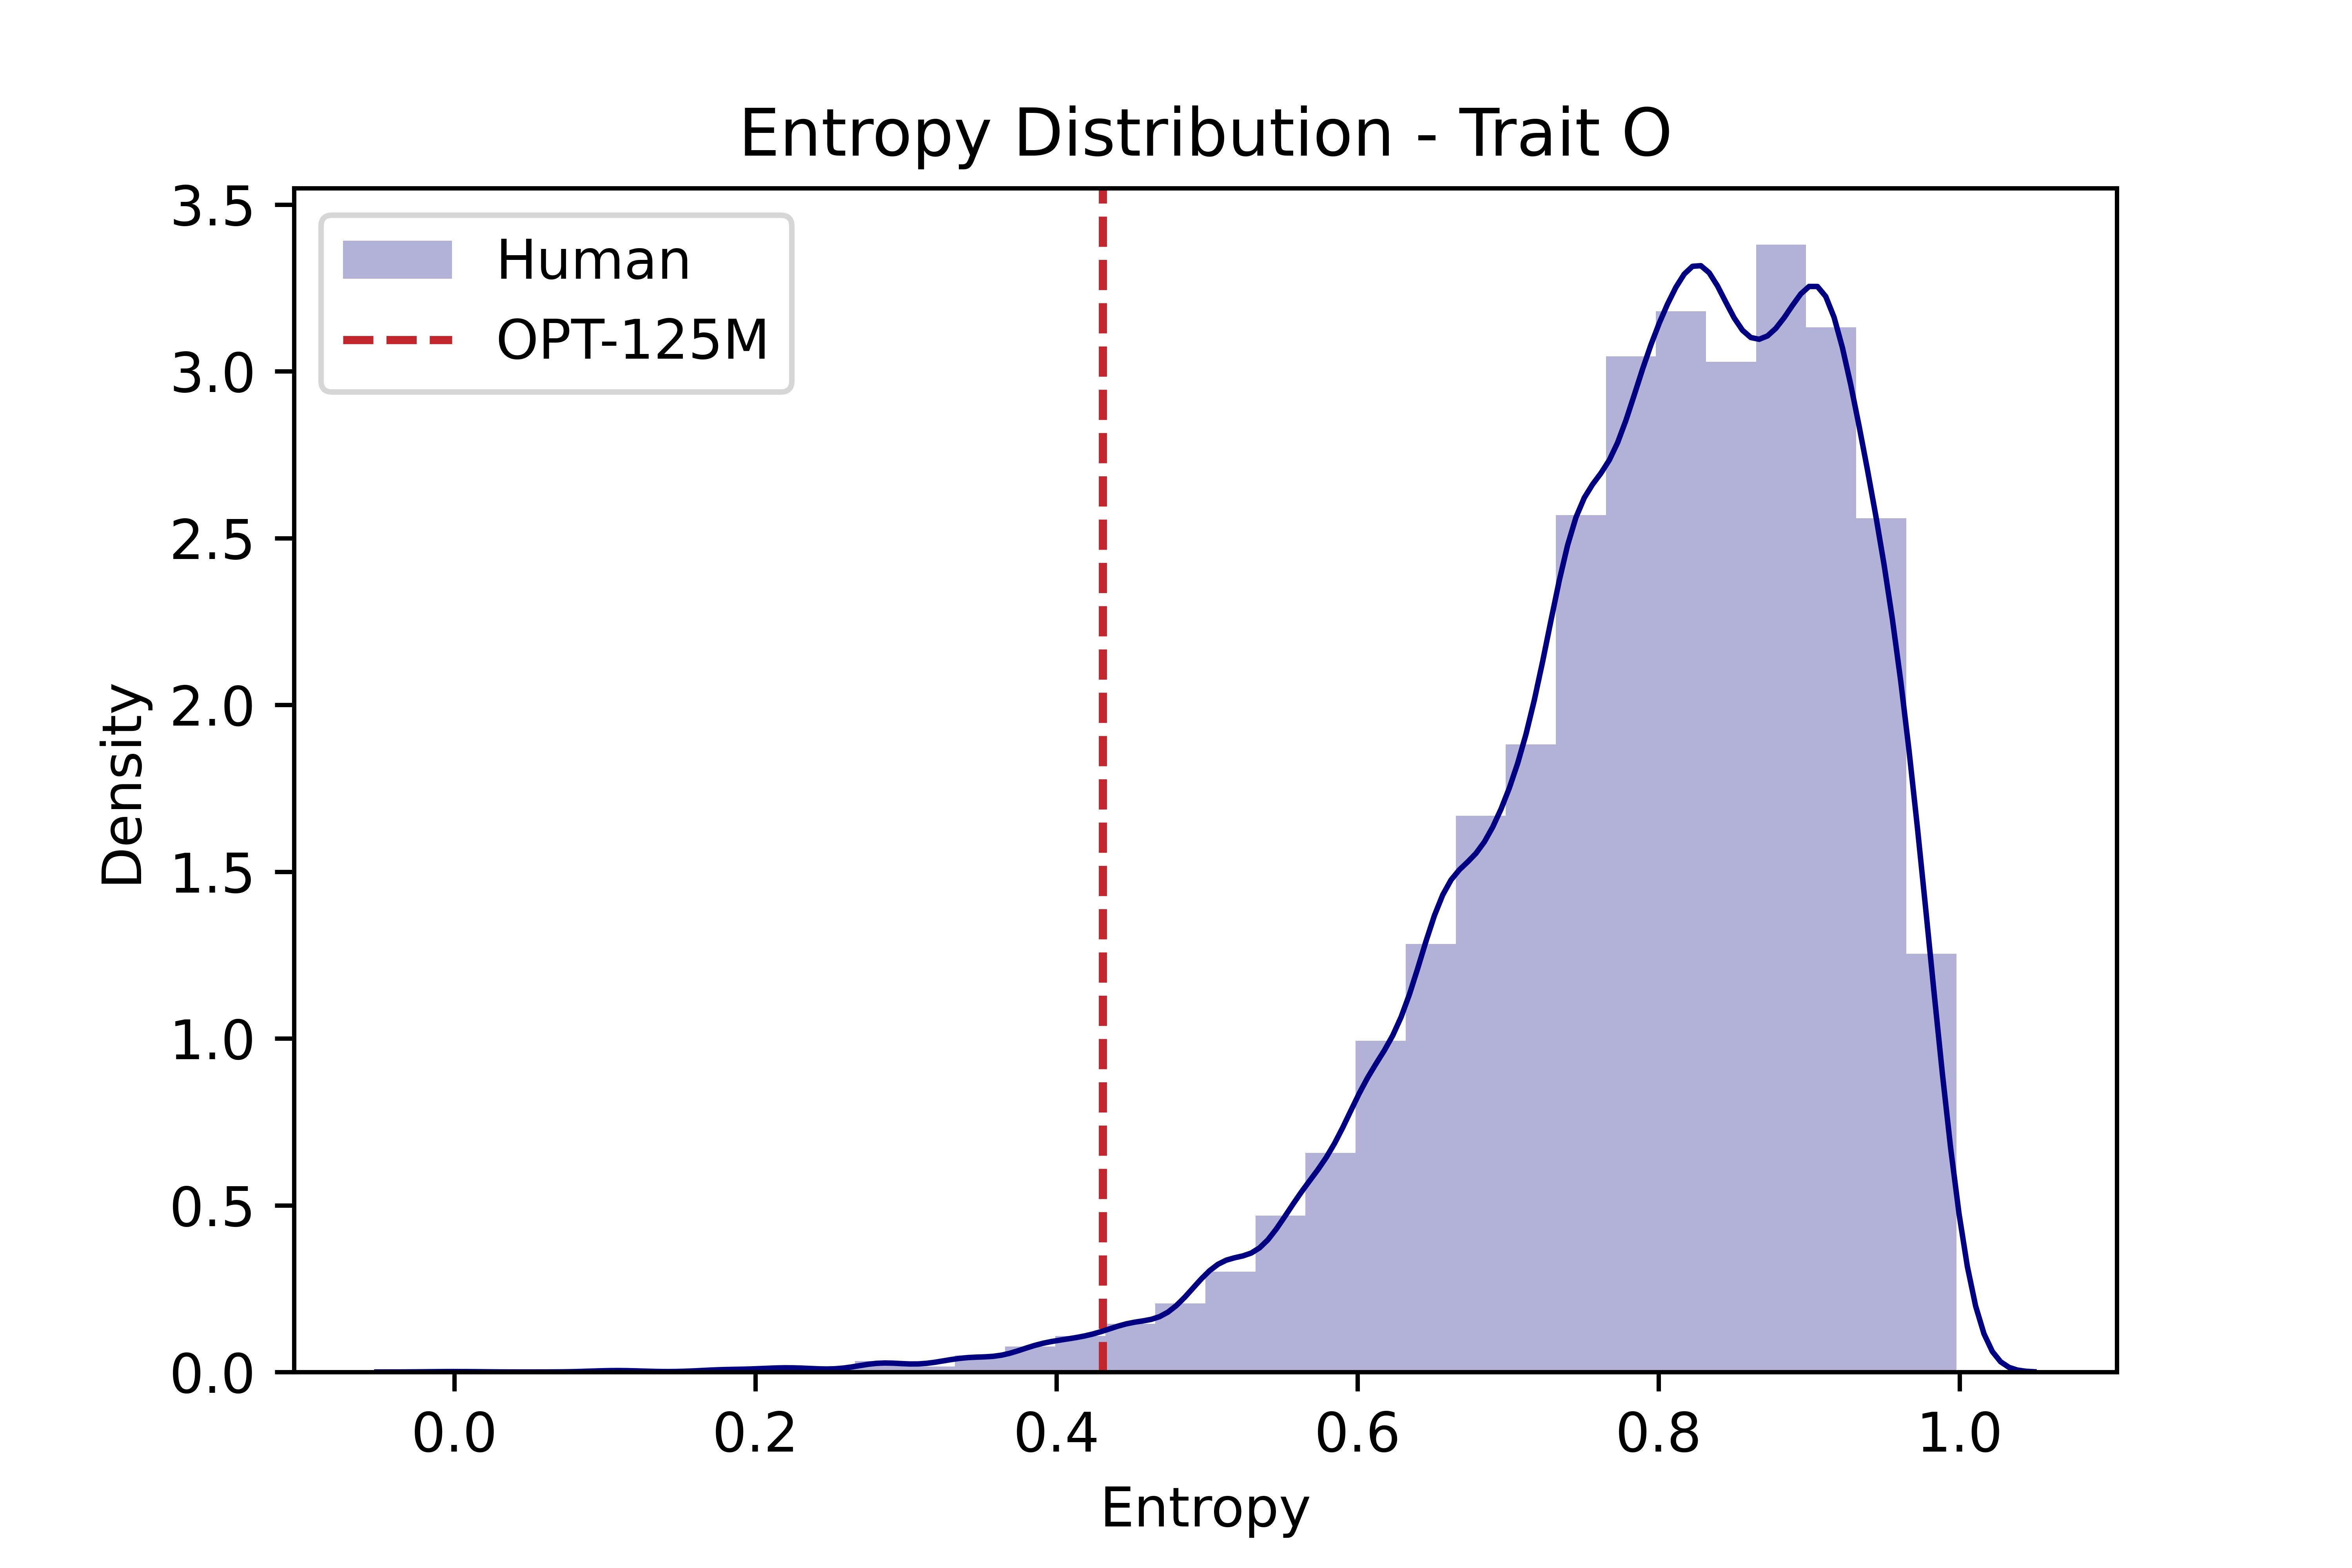 Entropy Distribution - Trait O
Human
OPT-125M
3.5
3.0
2.5
2.0
1.5
1.0
0.5
0.0
Density
0.0 0.2 0.4 0.6 0.8 1.0
Entropy